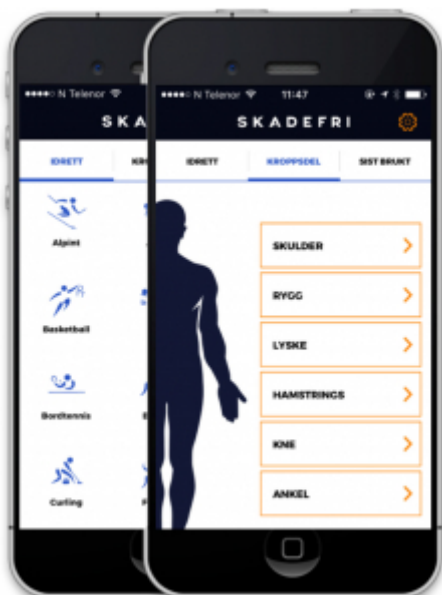 N Telenor
SKA
IDRETT
Alpint
Basketball
Bordtennis
Curling
N Telenor 11:47
SKADEFRI
IDRETT KROPPSDEL SIST BRUKT
SKULDER
RYGG
LYSKE
HAMSTRINGS
KNE
ANKEL